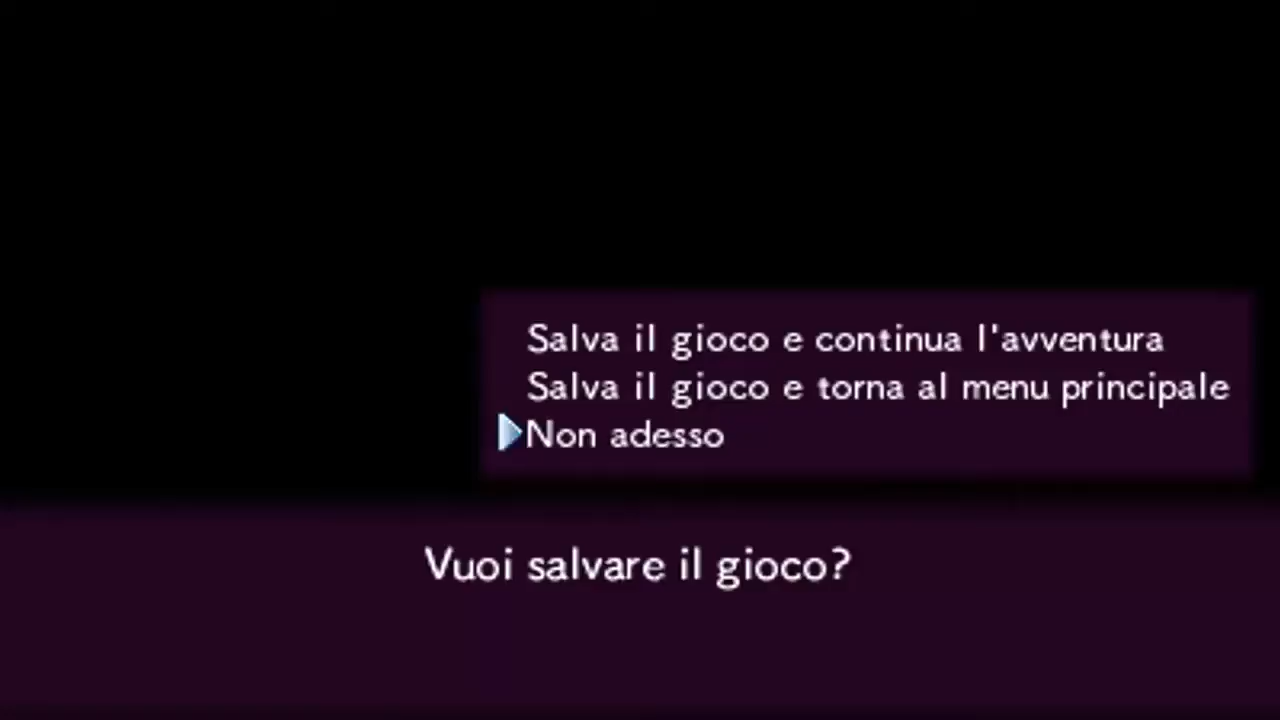 Salva il gioco e continua l'avventura
Salva il gioco e torna al menu principale
Non adesso
Vuoi salvare il gioco?